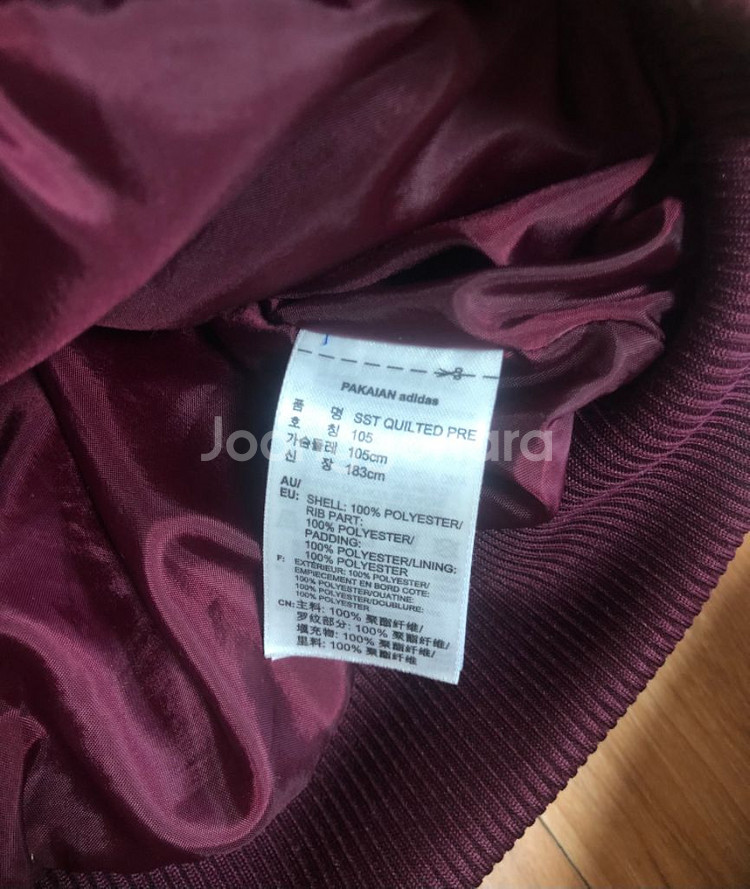 PAKAIAN adidas
품 명 SST QUILTED PRE
호 칭 105
가슴둘레 105cm
신 장 183cm
AU/
EU: SHELL: 100% POLYESTER/
RIB PART:
100% POLYESTER/
PADDING:
100% POLYESTER/LINING:
100% POLYESTER
F: EXTÉRIEUR: 100% POLYESTER/
EMPIECEMENT EN BORD COTE:
100% POLYESTER/OUATINE:
100% POLYESTER/DOUBLURE:
100% POLYESTER
CN: 主料: 100% 聚酯纤维/
罗纹部分: 100% 聚酯纤维/
填充物: 100% 聚酯纤维/
里料: 100% 聚酯纤维